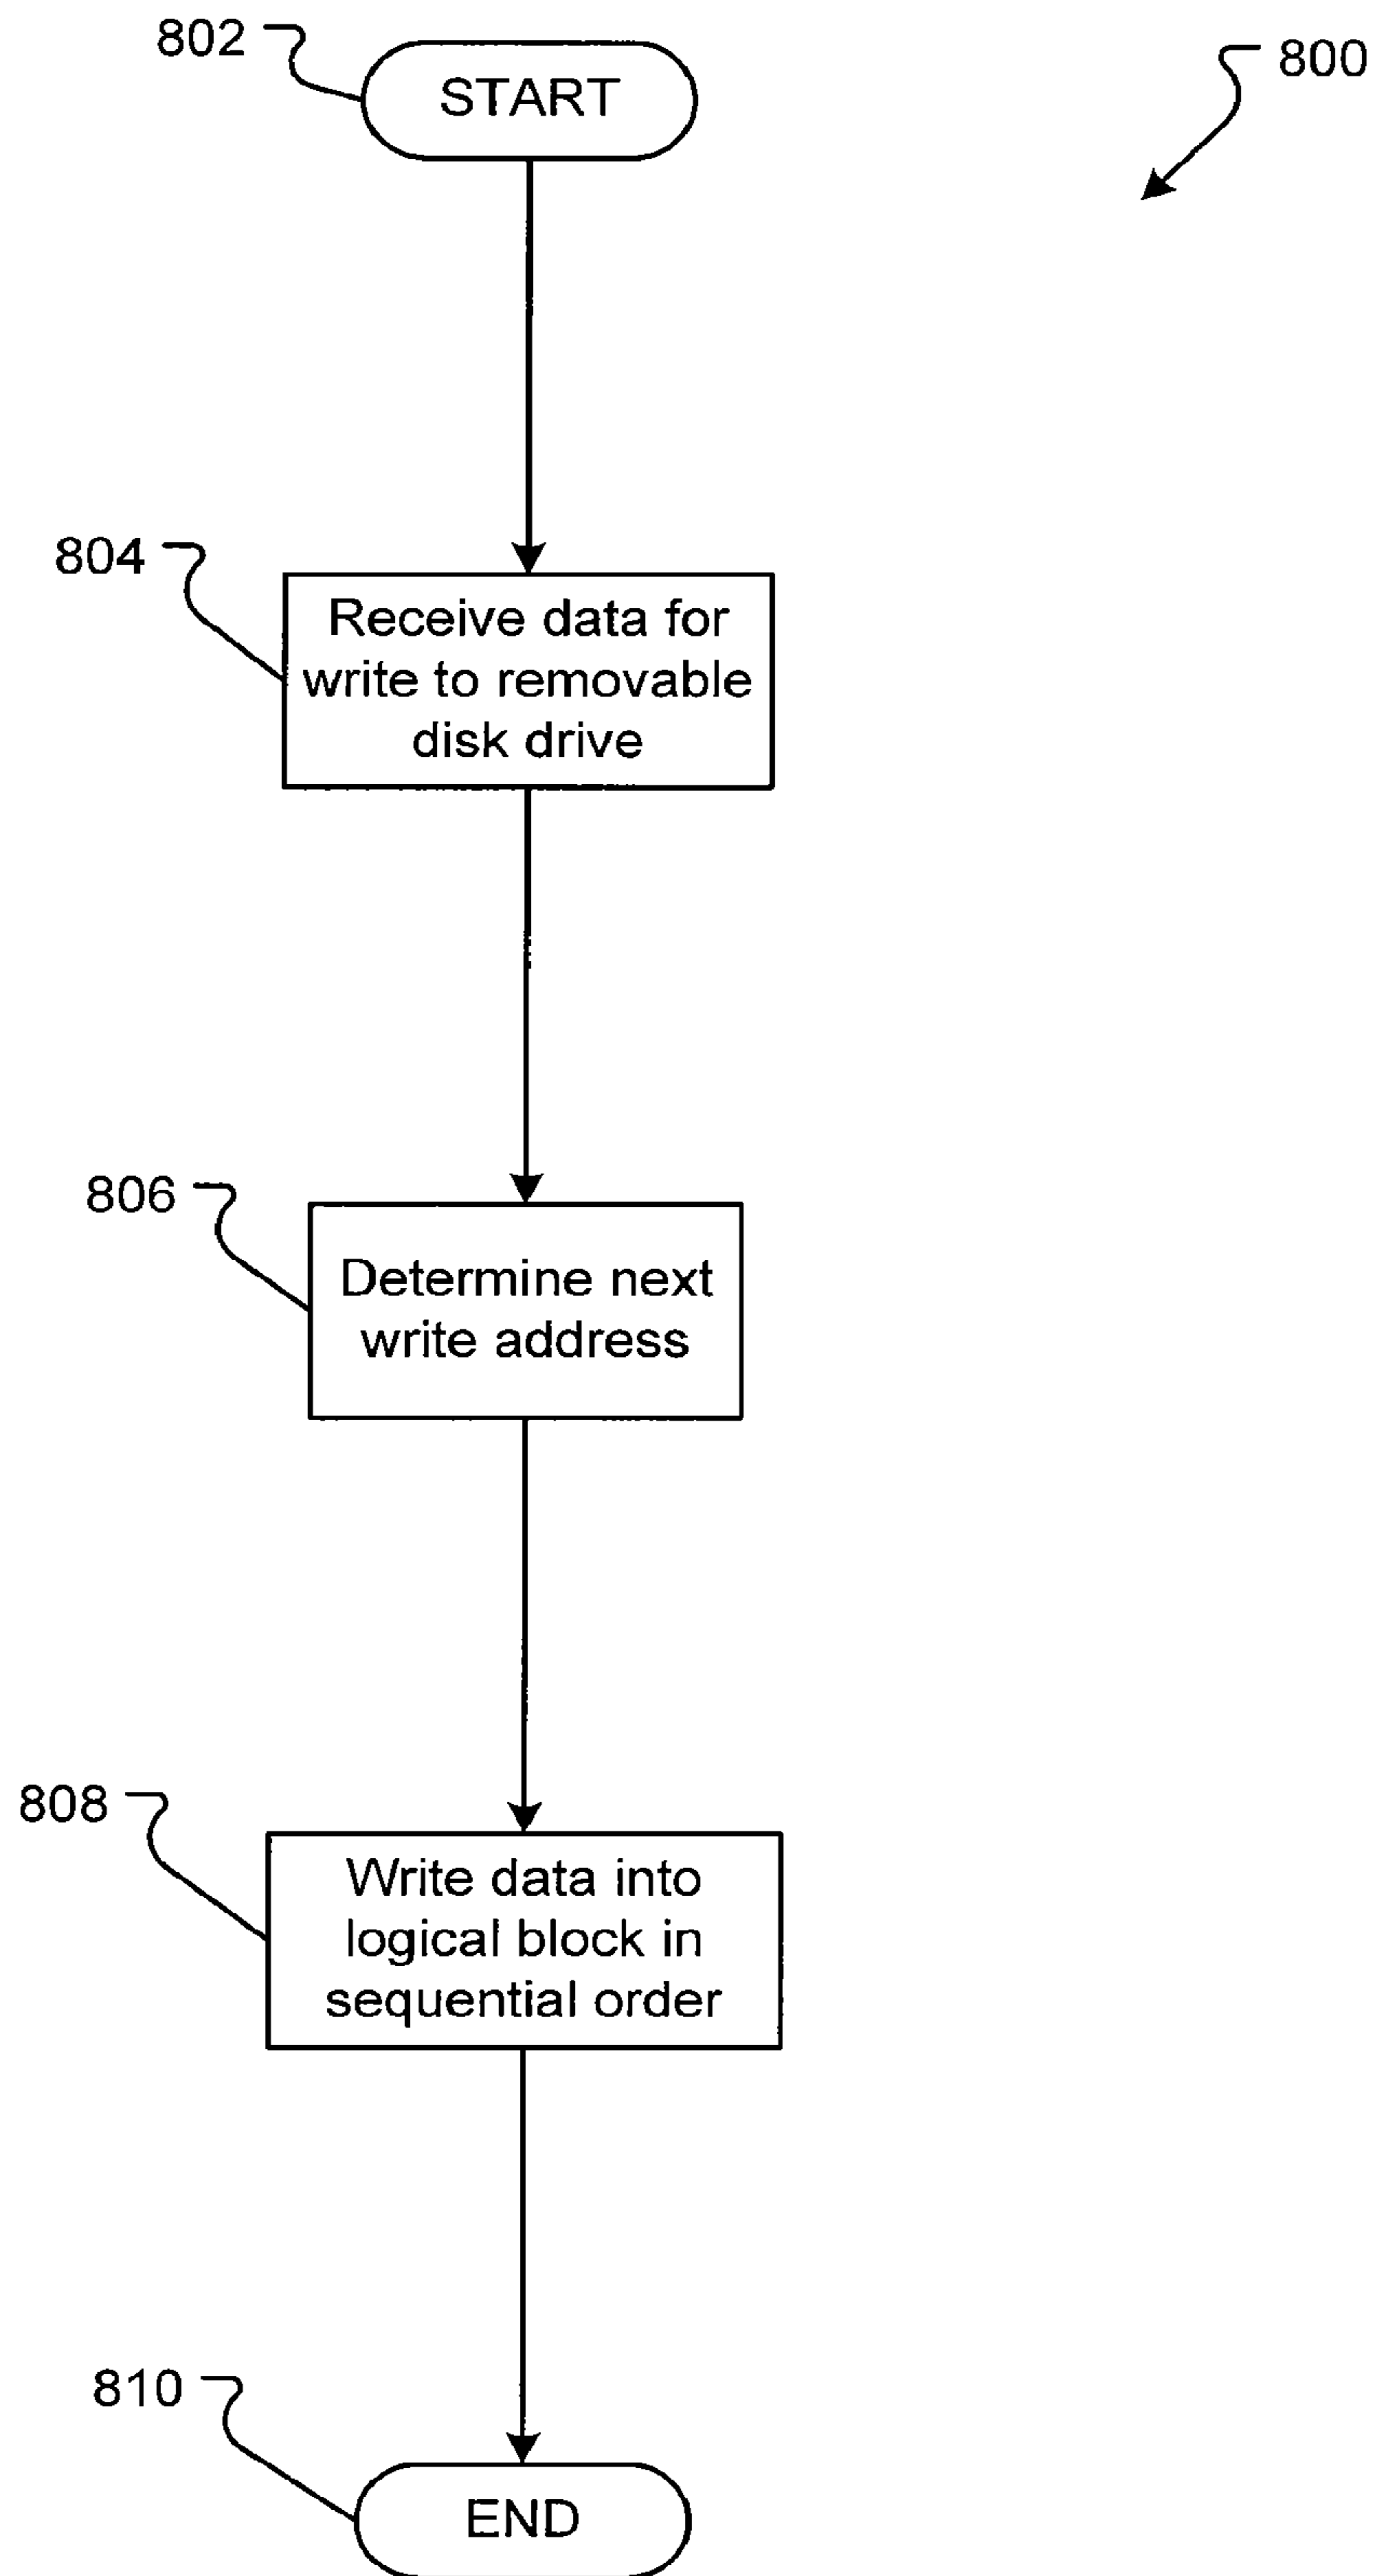 802
START
800
804
Receive data for
write to removable
disk drive
806
Determine next
write address
808
Write data into
logical block in
sequential order
810
END